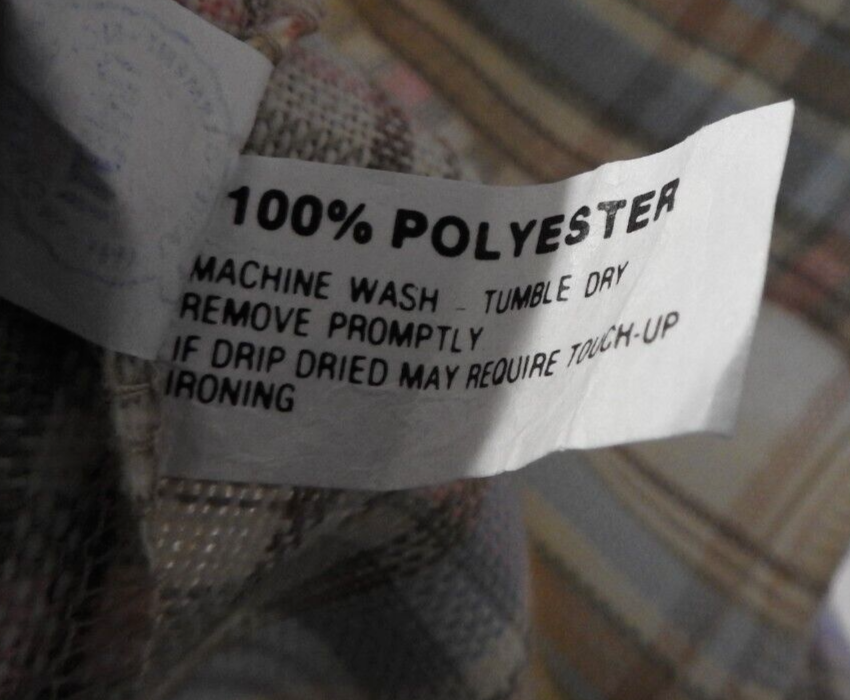 100% POLYESTER
MACHINE WASH - TUMBLE DRY
REMOVE PROMPTLY
IF DRIP DRIED MAY REQUIRE TOUCH-UP
IRONING